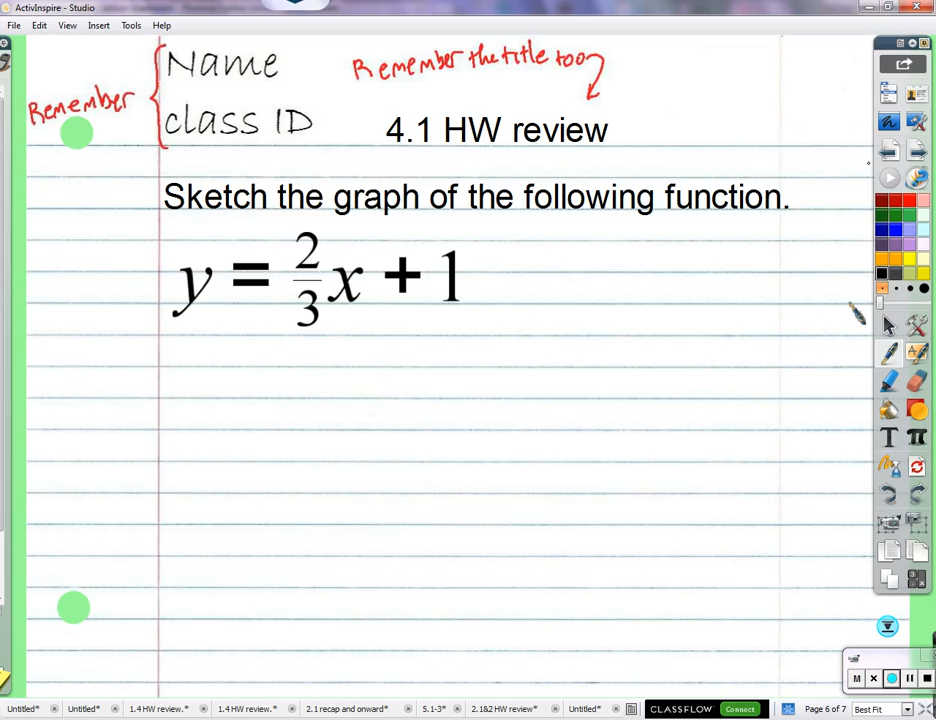 ActivInspire - Studio
File Edit View Insert Tools Help
Name
Remember the title too
Remember
class ID
4.1 HW review
Sketch the graph of the following function.
y = 2/3 x + 1
T π
M
Untitled* Untitled* 1.4 HW review.* 1.4 HW review.* 2.1 recap and onward* 5.1-3* 2.1&2 HW review* Untitled* CLASSFLOW Connect Page 6 of 7 Best Fit